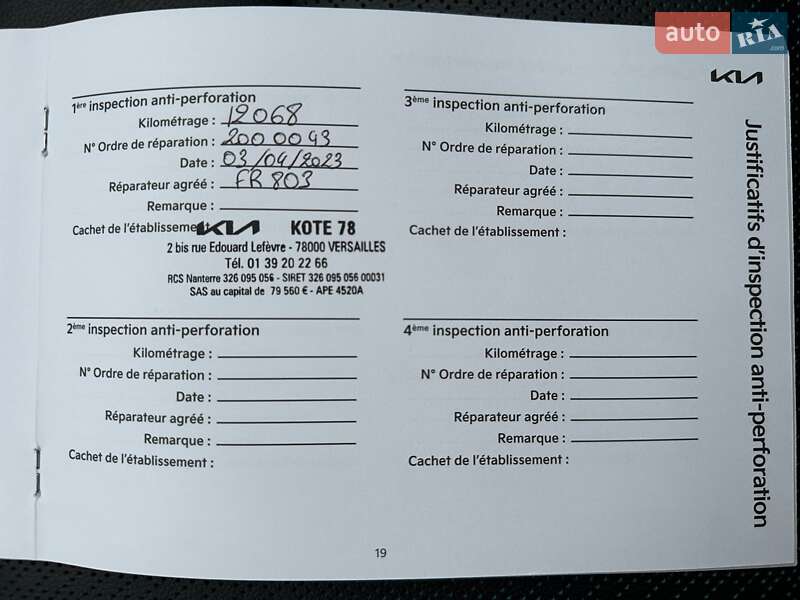 auto RIA .com
KIA
Justificatifs d'inspection anti-perforation
1ère inspection anti-perforation
Kilométrage : 12068
N° Ordre de réparation : 2000043
Date : 03/04/2023
Réparateur agréé : FR 803
Remarque :
Cachet de l'établissement
KIA KOTE 78
2 bis rue Edouard Lefèvre - 78000 VERSAILLES
Tél. 01 39 20 22 66
RCS Nanterre 326 095 056 - SIRET 326 095 056 00031
SAS au capital de 79 560 € - APE 4520A
2ème inspection anti-perforation
Kilométrage :
N° Ordre de réparation :
Date :
Réparateur agréé :
Remarque :
Cachet de l'établissement :
3ème inspection anti-perforation
Kilométrage :
N° Ordre de réparation :
Date :
Réparateur agréé :
Remarque :
Cachet de l'établissement :
4ème inspection anti-perforation
Kilométrage :
N° Ordre de réparation :
Date :
Réparateur agréé :
Remarque :
Cachet de l'établissement :
19